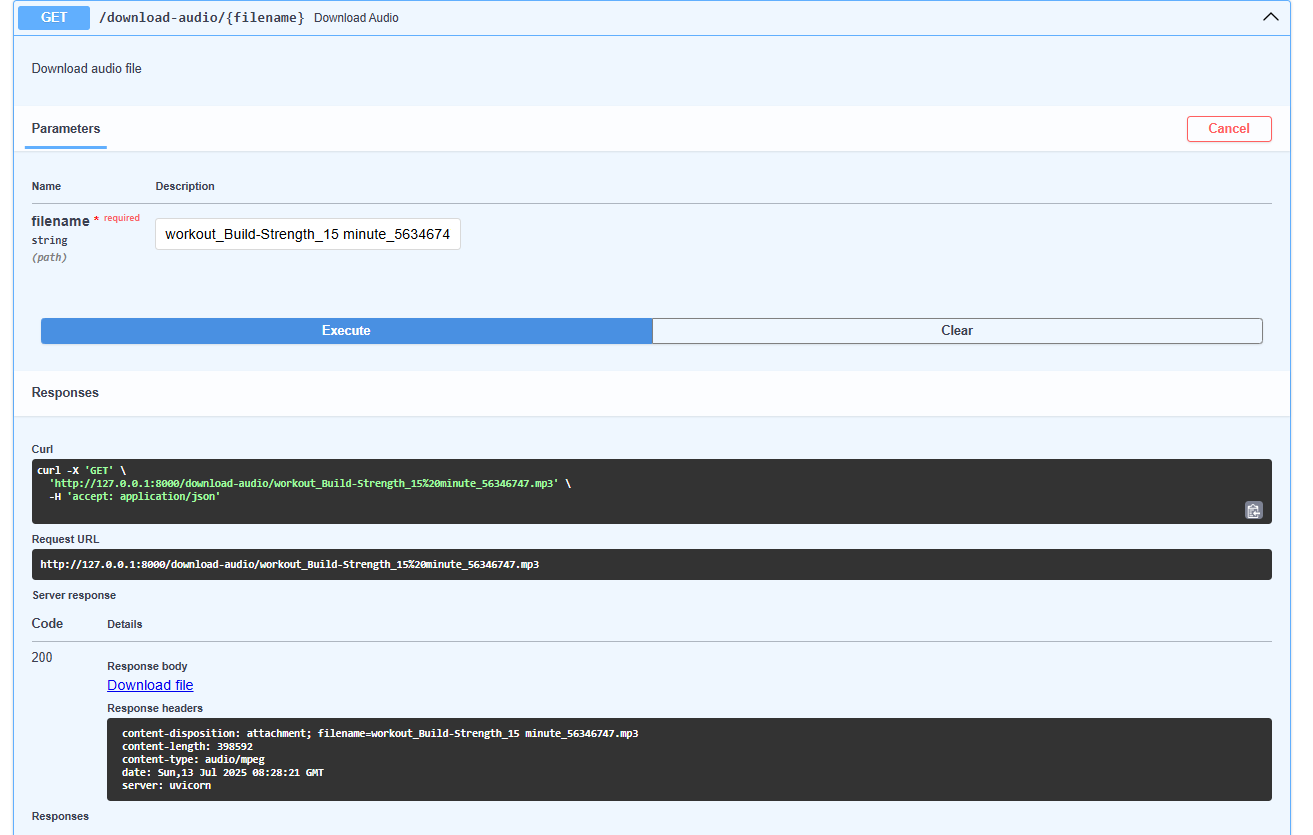 GET /download-audio/{filename} Download Audio
Download audio file
Parameters Cancel
Name Description
filename * required
string
(path)
workout_Build-Strength_15 minute_5634674
Execute Clear
Responses
Curl
curl -X 'GET' \
'http://127.0.0.1:8000/download-audio/workout_Build-Strength_15%20minute_56346747.mp3' \
-H 'accept: application/json'
Request URL
http://127.0.0.1:8000/download-audio/workout_Build-Strength_15%20minute_56346747.mp3
Server response
Code Details
200
Response body
Download file
Response headers
content-disposition: attachment; filename=workout_Build-Strength_15 minute_56346747.mp3
content-length: 398592
content-type: audio/mpeg
date: Sun,13 Jul 2025 08:28:21 GMT
server: uvicorn
Responses